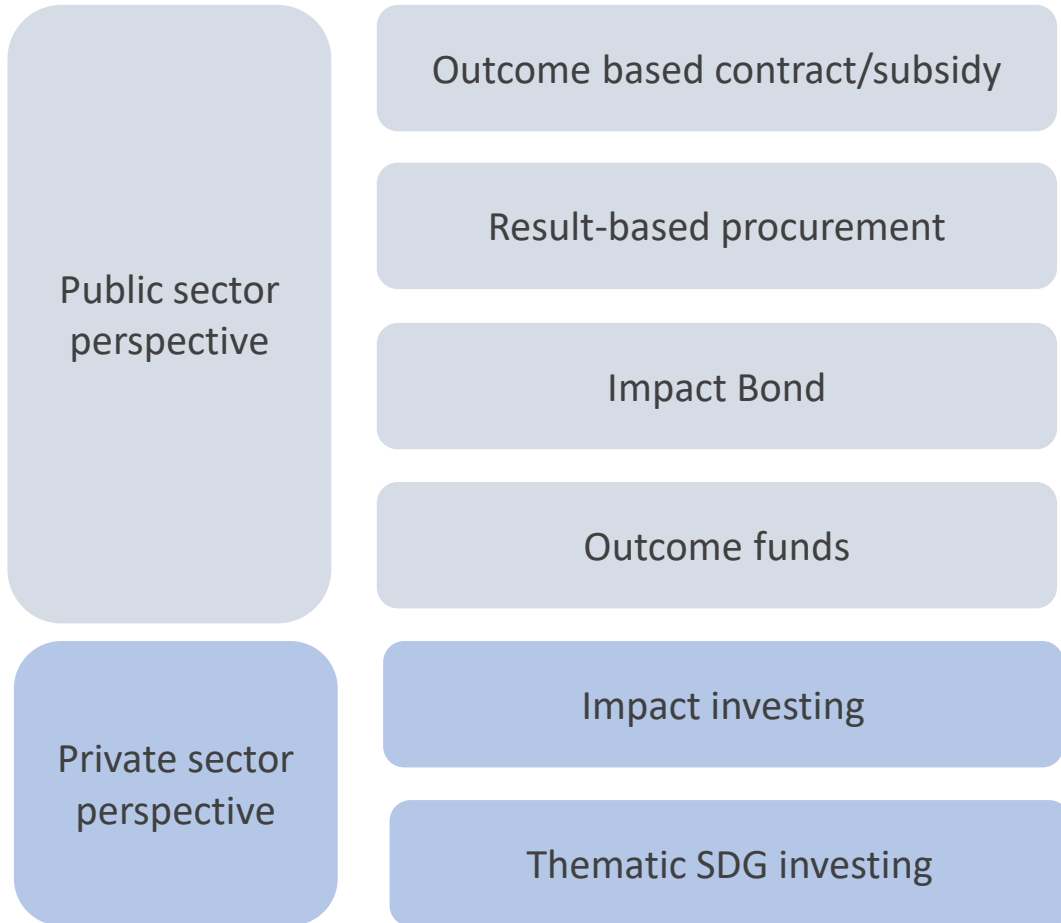 Public sector
perspective
Outcome based contract/subsidy
Result-based procurement
Impact Bond
Outcome funds
Private sector
perspective
Impact investing
Thematic SDG investing